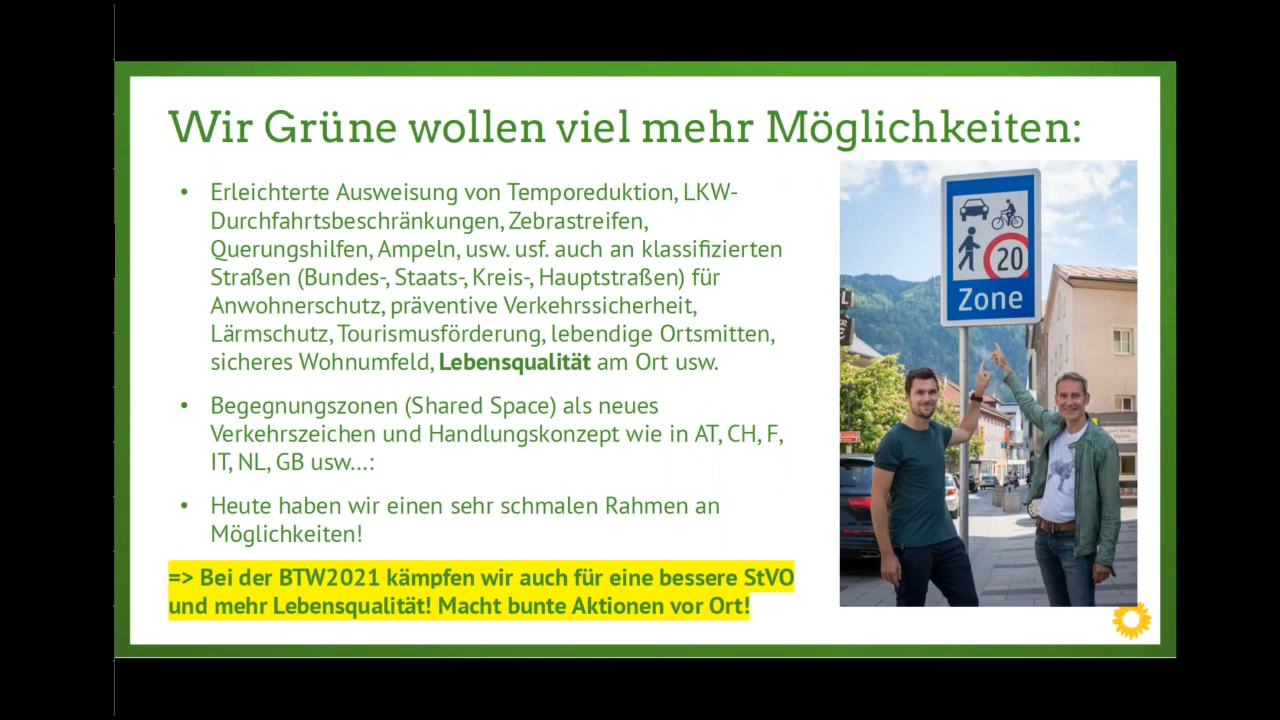 Wir Grüne wollen viel mehr Möglichkeiten:
• Erleichterte Ausweisung von Temporeduktion, LKW-
Durchfahrtsbeschränkungen, Zebrastreifen,
Querungshilfen, Ampeln, usw. usf. auch an klassifizierten
Straßen (Bundes-, Staats-, Kreis-, Hauptstraßen) für
Anwohnerschutz, präventive Verkehrssicherheit,
Lärmschutz, Tourismusförderung, lebendige Ortsmitten,
sicheres Wohnumfeld, Lebensqualität am Ort usw.
• Begegnungszonen (Shared Space) als neues
Verkehrszeichen und Handlungskonzept wie in AT, CH, F,
IT, NL, GB usw...:
• Heute haben wir einen sehr schmalen Rahmen an
Möglichkeiten!
=> Bei der BTW2021 kämpfen wir auch für eine bessere StVO
und mehr Lebensqualität! Macht bunte Aktionen vor Ort!
20
Zone